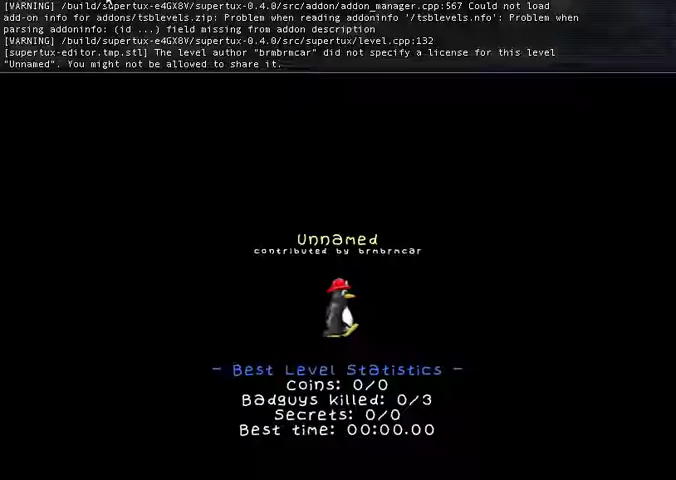 [WARNING] /build/supertux-e4GX8V/supertux-0.4.0/src/addon/addon_manager.cpp:567 Could not load
add-on info for addons/tsblevels.zip: Problem when reading addoninfo '/tsblevels.nfo': Problem when
parsing addoninfo: (id ...) field missing from addon description
[WARNING] /build/supertux-e4GX8V/supertux-0.4.0/src/supertux/level.cpp:132
[supertux-editor.tmp.stl] The level author "brmbrmcar" did not specify a license for this level
"Unnamed". You might not be allowed to share it.
Unnamed
contributed by brmbrmcar
- Best Level Statistics -
Coins: 0/0
Badguys killed: 0/3
Secrets: 0/0
Best time: 00:00.00